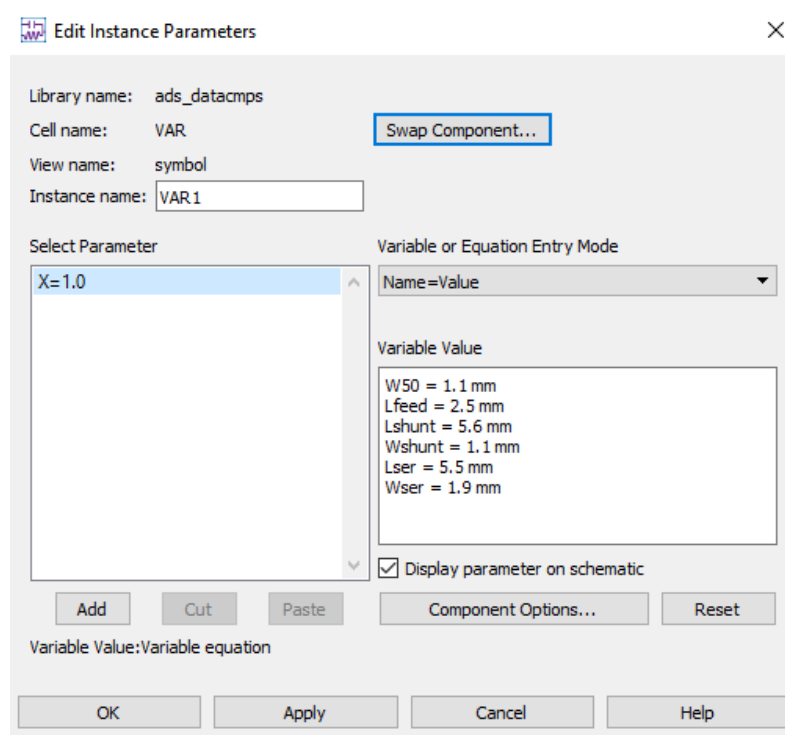 Edit Instance Parameters
Library name: ads_datacmps
Cell name: VAR
Swap Component...
View name: symbol
Instance name: VAR1
Select Parameter
Variable or Equation Entry Mode
X=1.0
Name=Value
Variable Value
W50 = 1.1 mm
Lfeed = 2.5 mm
Lshunt = 5.6 mm
Wshunt = 1.1 mm
Lser = 5.5 mm
Wser = 1.9 mm
Display parameter on schematic
Add Cut Paste Component Options... Reset
Variable Value:Variable equation
OK Apply Cancel Help